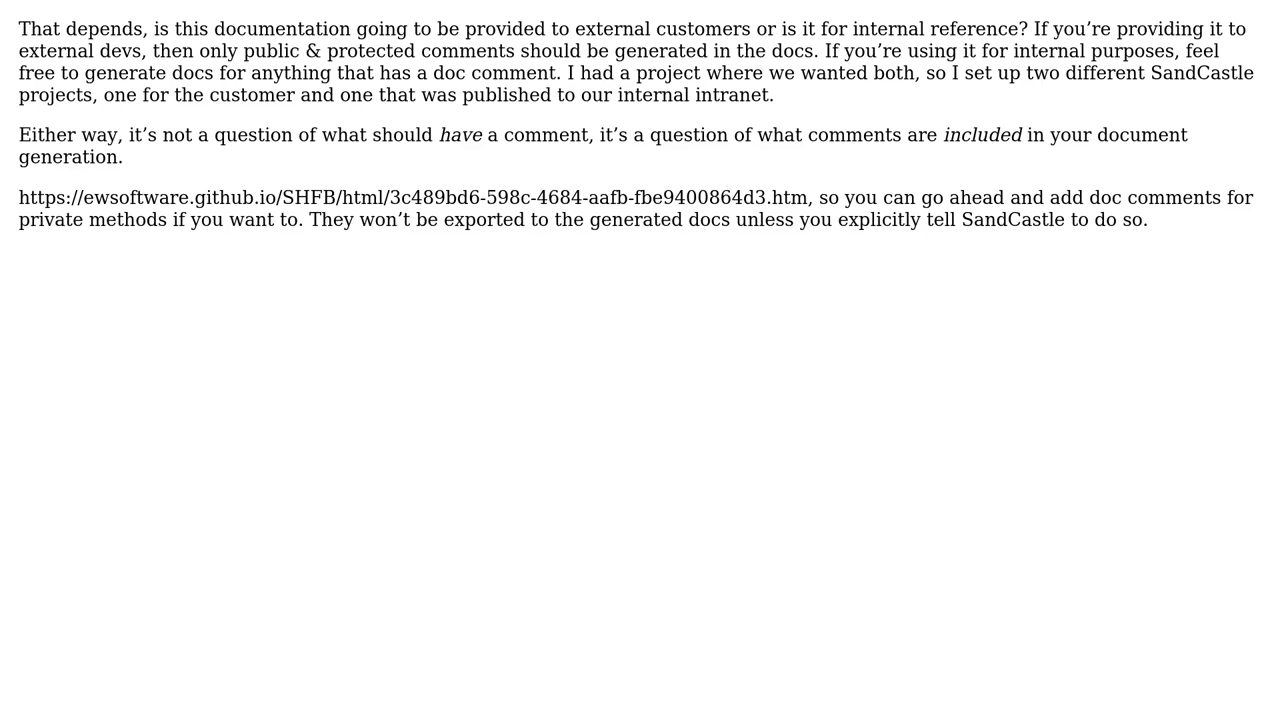 That depends, is this documentation going to be provided to external customers or is it for internal reference? If you’re providing it to
external devs, then only public & protected comments should be generated in the docs. If you’re using it for internal purposes, feel
free to generate docs for anything that has a doc comment. I had a project where we wanted both, so I set up two different SandCastle
projects, one for the customer and one that was published to our internal intranet.
Either way, it’s not a question of what should have a comment, it’s a question of what comments are included in your document
generation.
https://ewsoftware.github.io/SHFB/html/3c489bd6-598c-4684-aafb-fbe9400864d3.htm, so you can go ahead and add doc comments for
private methods if you want to. They won’t be exported to the generated docs unless you explicitly tell SandCastle to do so.